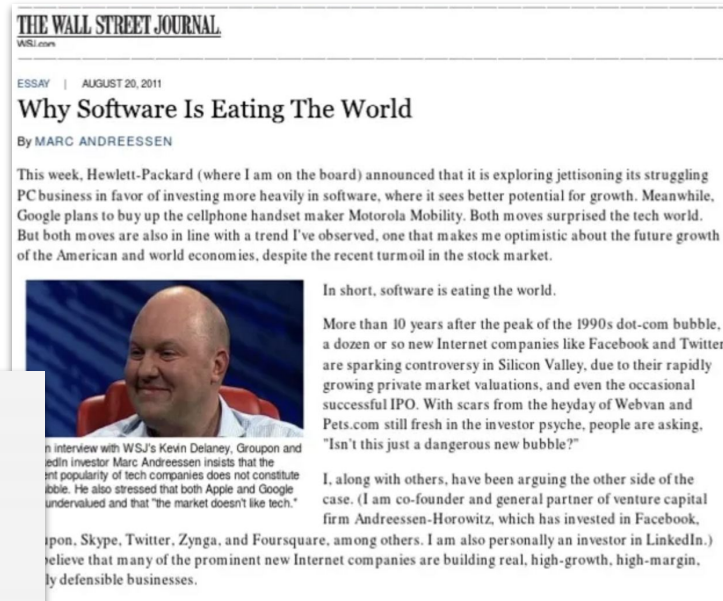 THE WALL STREET JOURNAL.
WSJ.com
ESSAY | AUGUST 20, 2011
Why Software Is Eating The World
By MARC ANDREESSEN
This week, Hewlett-Packard (where I am on the board) announced that it is exploring jettisoning its struggling
PC business in favor of investing more heavily in software, where it sees better potential for growth. Meanwhile,
Google plans to buy up the cellphone handset maker Motorola Mobility. Both moves surprised the tech world.
But both moves are also in line with a trend I've observed, one that makes me optimistic about the future growth
of the American and world economies, despite the recent turmoil in the stock market.
In short, software is eating the world.
More than 10 years after the peak of the 1990s dot-com bubble,
a dozen or so new Internet companies like Facebook and Twitter
are sparking controversy in Silicon Valley, due to their rapidly
growing private market valuations, and even the occasional
successful IPO. With scars from the heyday of Webvan and
Pets.com still fresh in the investor psyche, people are asking,
"Isn't this just a dangerous new bubble?"
n interview with WSJ's Kevin Delaney, Groupon and
edIn investor Marc Andreessen insists that the
ent popularity of tech companies does not constitute
bble. He also stressed that both Apple and Google
undervalued and that "the market doesn't like tech."
I, along with others, have been arguing the other side of the
case. (I am co-founder and general partner of venture capital
firm Andreessen-Horowitz, which has invested in Facebook,
upon, Skype, Twitter, Zynga, and Foursquare, among others. I am also personally an investor in LinkedIn.)
elieve that many of the prominent new Internet companies are building real, high-growth, high-margin,
ly defensible businesses.